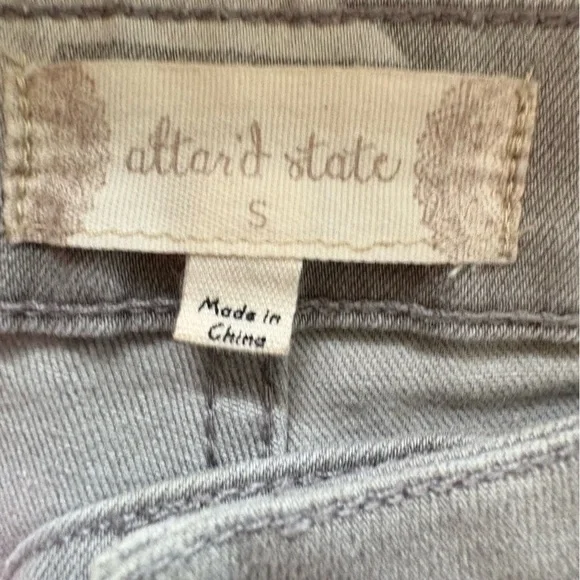 altar'd state
S
Made in
China